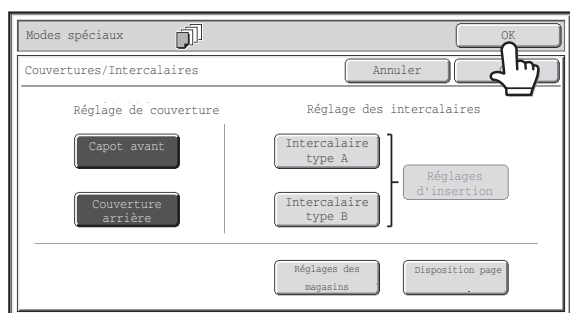 Modes spéciaux
OK
Couvertures/Intercalaires
Annuler
Réglage de couverture
Réglage des intercalaires
Capot avant
Intercalaire
type A
Réglages
d'insertion
Couverture
arrière
Intercalaire
type B
Réglages des
magasins
Disposition page